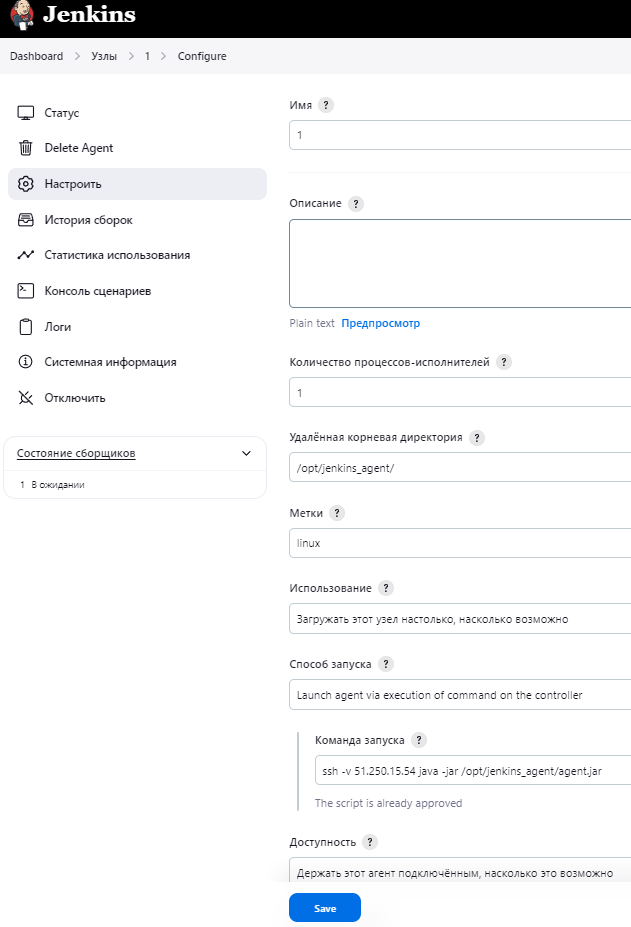 Jenkins
Dashboard > Узлы > 1 > Configure
Статус
Delete Agent
Настроить
История сборок
Статистика использования
Консоль сценариев
Логи
Системная информация
Отключить
Состояние сборщиков
1 В ожидании
Имя ?
1
Описание ?
Plain text Предпросмотр
Количество процессов-исполнителей ?
1
Удалённая корневая директория ?
/opt/jenkins_agent/
Метки ?
linux
Использование ?
Загружать этот узел настолько, насколько возможно
Способ запуска ?
Launch agent via execution of command on the controller
Команда запуска ?
ssh -v 51.250.15.54 java -jar /opt/jenkins_agent/agent.jar
The script is already approved
Доступность ?
Держать этот агент подключённым, насколько это возможно
Save